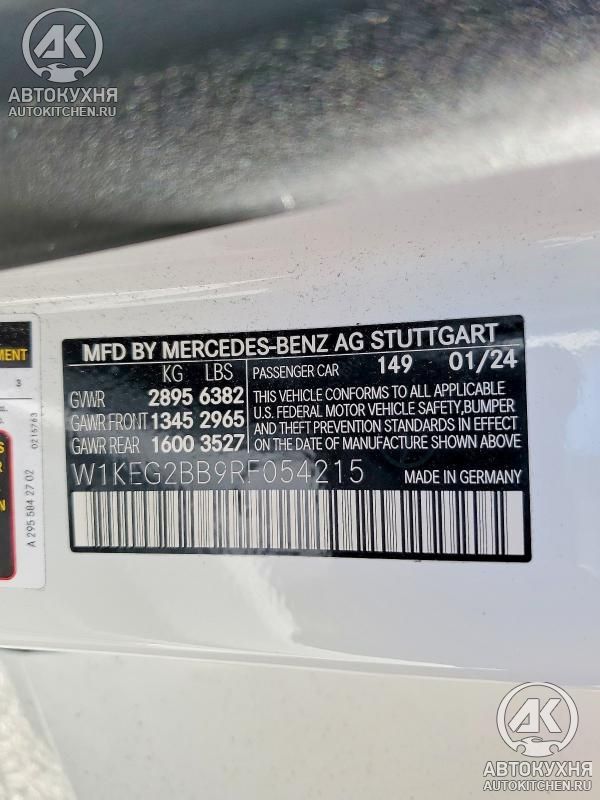 AK
АВТОКУХНЯ
AUTOKITCHEN.RU
MFD BY MERCEDES-BENZ AG STUTTGART
KG LBS
GVWR 2895 6382
GAWR FRONT 1345 2965
GAWR REAR 1600 3527
PASSENGER CAR 149 01/24
THIS VEHICLE CONFORMS TO ALL APPLICABLE
U.S. FEDERAL MOTOR VEHICLE SAFETY, BUMPER
AND THEFT PREVENTION STANDARDS IN EFFECT
ON THE DATE OF MANUFACTURE SHOWN ABOVE
W1KEG2BB9RF054215
MADE IN GERMANY
3
0215763
A 295 584 27 02
AK
АВТОКУХНЯ
AUTOKITCHEN.RU